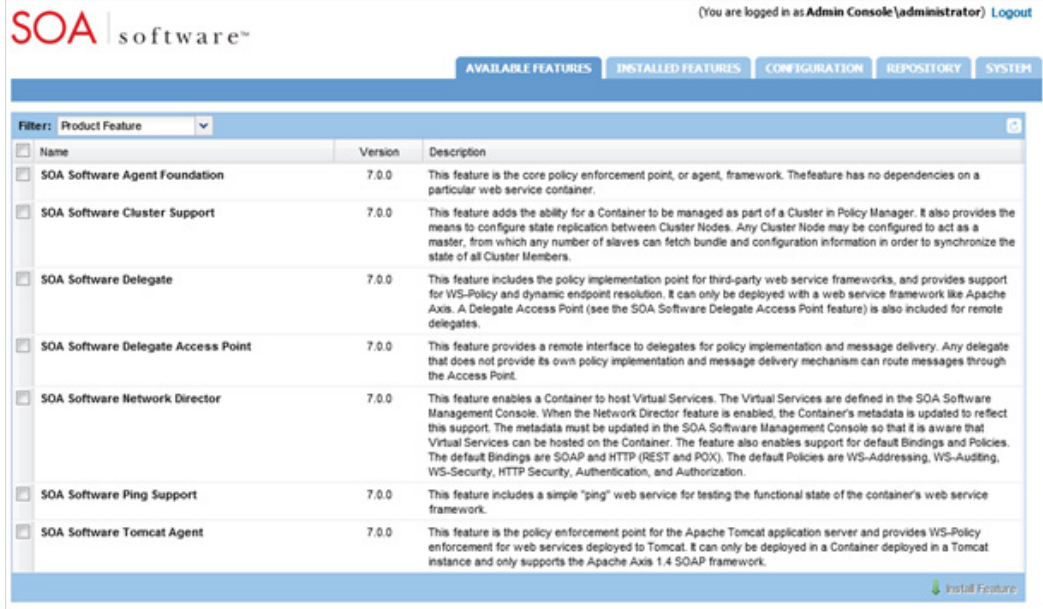 (You are logged in as Admin Console\administrator) Logout
SOA software™
AVAILABLE FEATURES INSTALLED FEATURES CONFIGURATION REPOSITORY SYSTEM
Filter: Product Feature
Name Version Description
SOA Software Agent Foundation 7.0.0 This feature is the core policy enforcement point, or agent, framework. Thefeature has no dependencies on a
particular web service container.
SOA Software Cluster Support 7.0.0 This feature adds the ability for a Container to be managed as part of a Cluster in Policy Manager. It also provides the
means to configure state replication between Cluster Nodes. Any Cluster Node may be configured to act as a
master, from which any number of slaves can fetch bundle and configuration information in order to synchronize the
state of all Cluster Members.
SOA Software Delegate 7.0.0 This feature includes the policy implementation point for third-party web service frameworks, and provides support
for WS-Policy and dynamic endpoint resolution. It can only be deployed with a web service framework like Apache
Axis. A Delegate Access Point (see the SOA Software Delegate Access Point feature) is also included for remote
delegates.
SOA Software Delegate Access Point 7.0.0 This feature provides a remote interface to delegates for policy implementation and message delivery. Any delegate
that does not provide its own policy implementation and message delivery mechanism can route messages through
the Access Point.
SOA Software Network Director 7.0.0 This feature enables a Container to host Virtual Services. The Virtual Services are defined in the SOA Software
Management Console. When the Network Director feature is enabled, the Container's metadata is updated to reflect
this support. The metadata must be updated in the SOA Software Management Console so that it is aware that
Virtual Services can be hosted on the Container. The feature also enables support for default Bindings and Policies.
The default Bindings are SOAP and HTTP (REST and POX). The default Policies are WS-Addressing, WS-Auditing,
WS-Security, HTTP Security, Authentication, and Authorization.
SOA Software Ping Support 7.0.0 This feature includes a simple "ping" web service for testing the functional state of the container's web service
framework.
SOA Software Tomcat Agent 7.0.0 This feature is the policy enforcement point for the Apache Tomcat application server and provides WS-Policy
enforcement for web services deployed to Tomcat. It can only be deployed in a Container deployed in a Tomcat
instance and only supports the Apache Axis 1.4 SOAP framework.
Install Feature